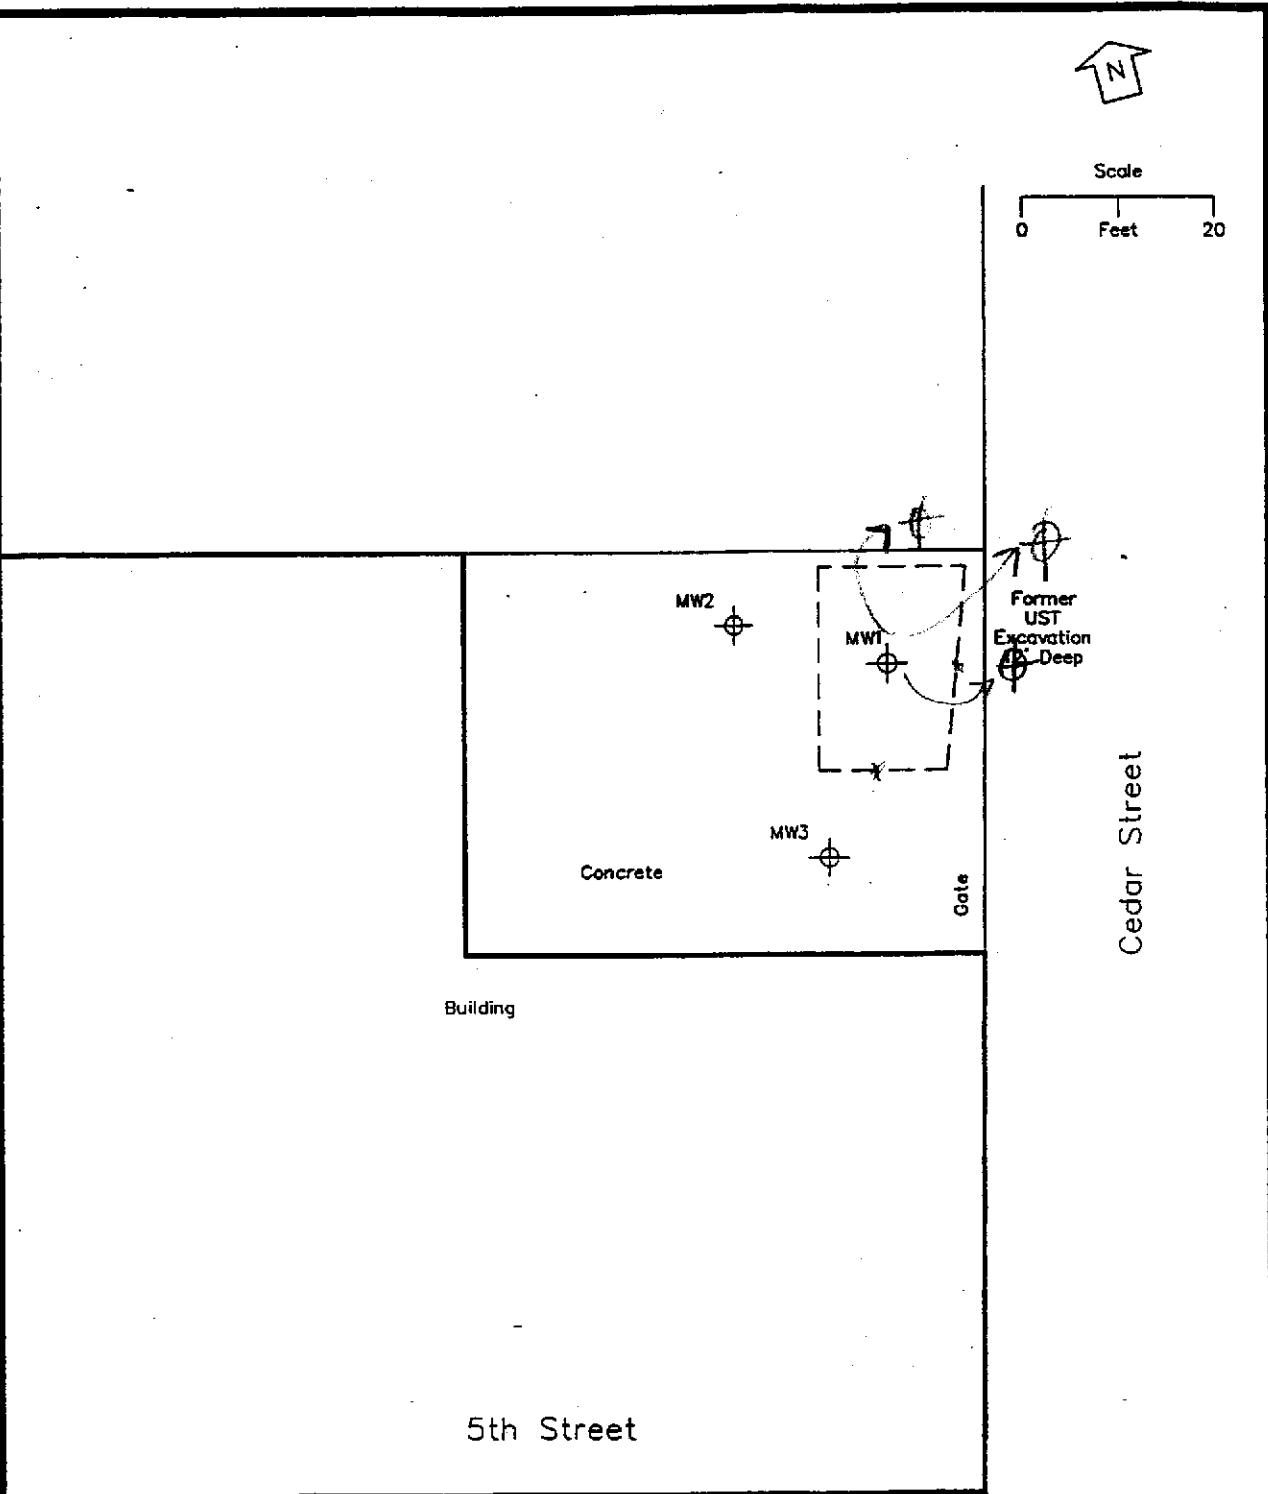 N
Scale
0 Feet 20
MW2
Former
UST
Excavation
Deep
MW1
MW3
Concrete
Gate
Cedar Street
Building
5th Street